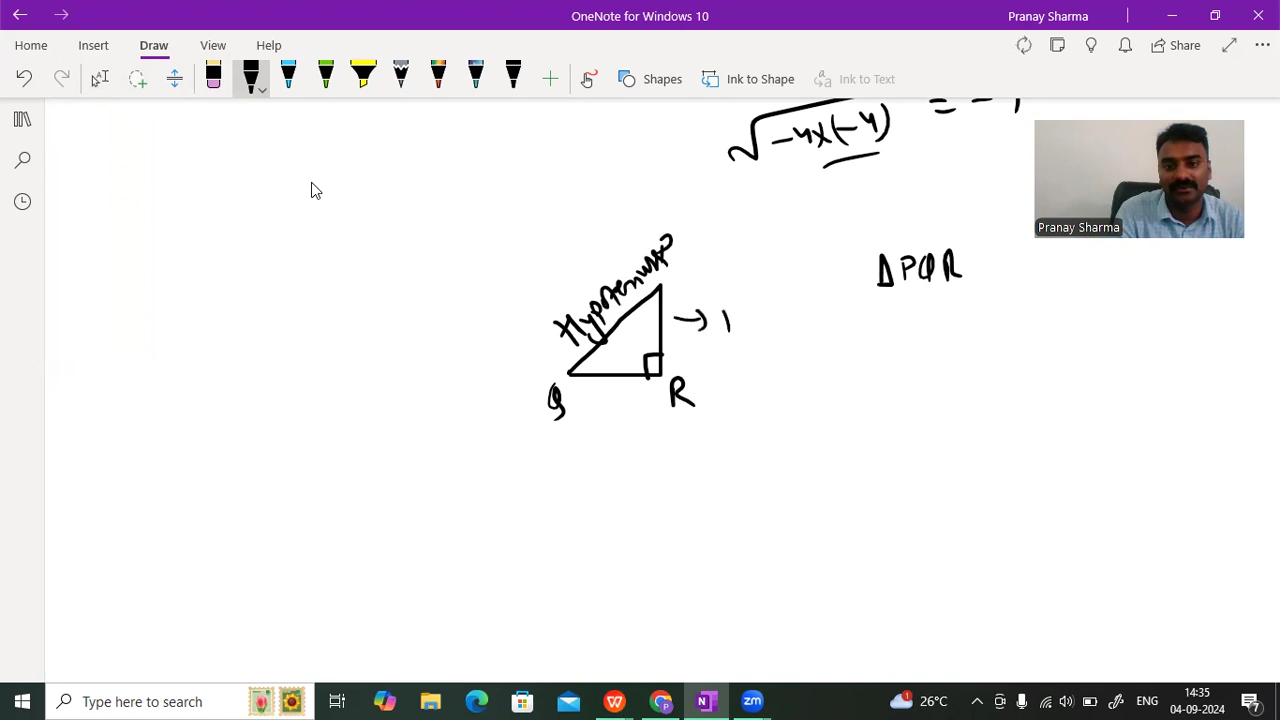 OneNote for Windows 10
Pranay Sharma
Home Insert Draw View Help
Share
Shapes Ink to Shape Ink to Text
√-4x(-4) = -
Pranay Sharma
P
Hypotenuse
ΔPQR
→ 1
Q R
Type here to search
26°C
ENG
14:35
04-09-2024